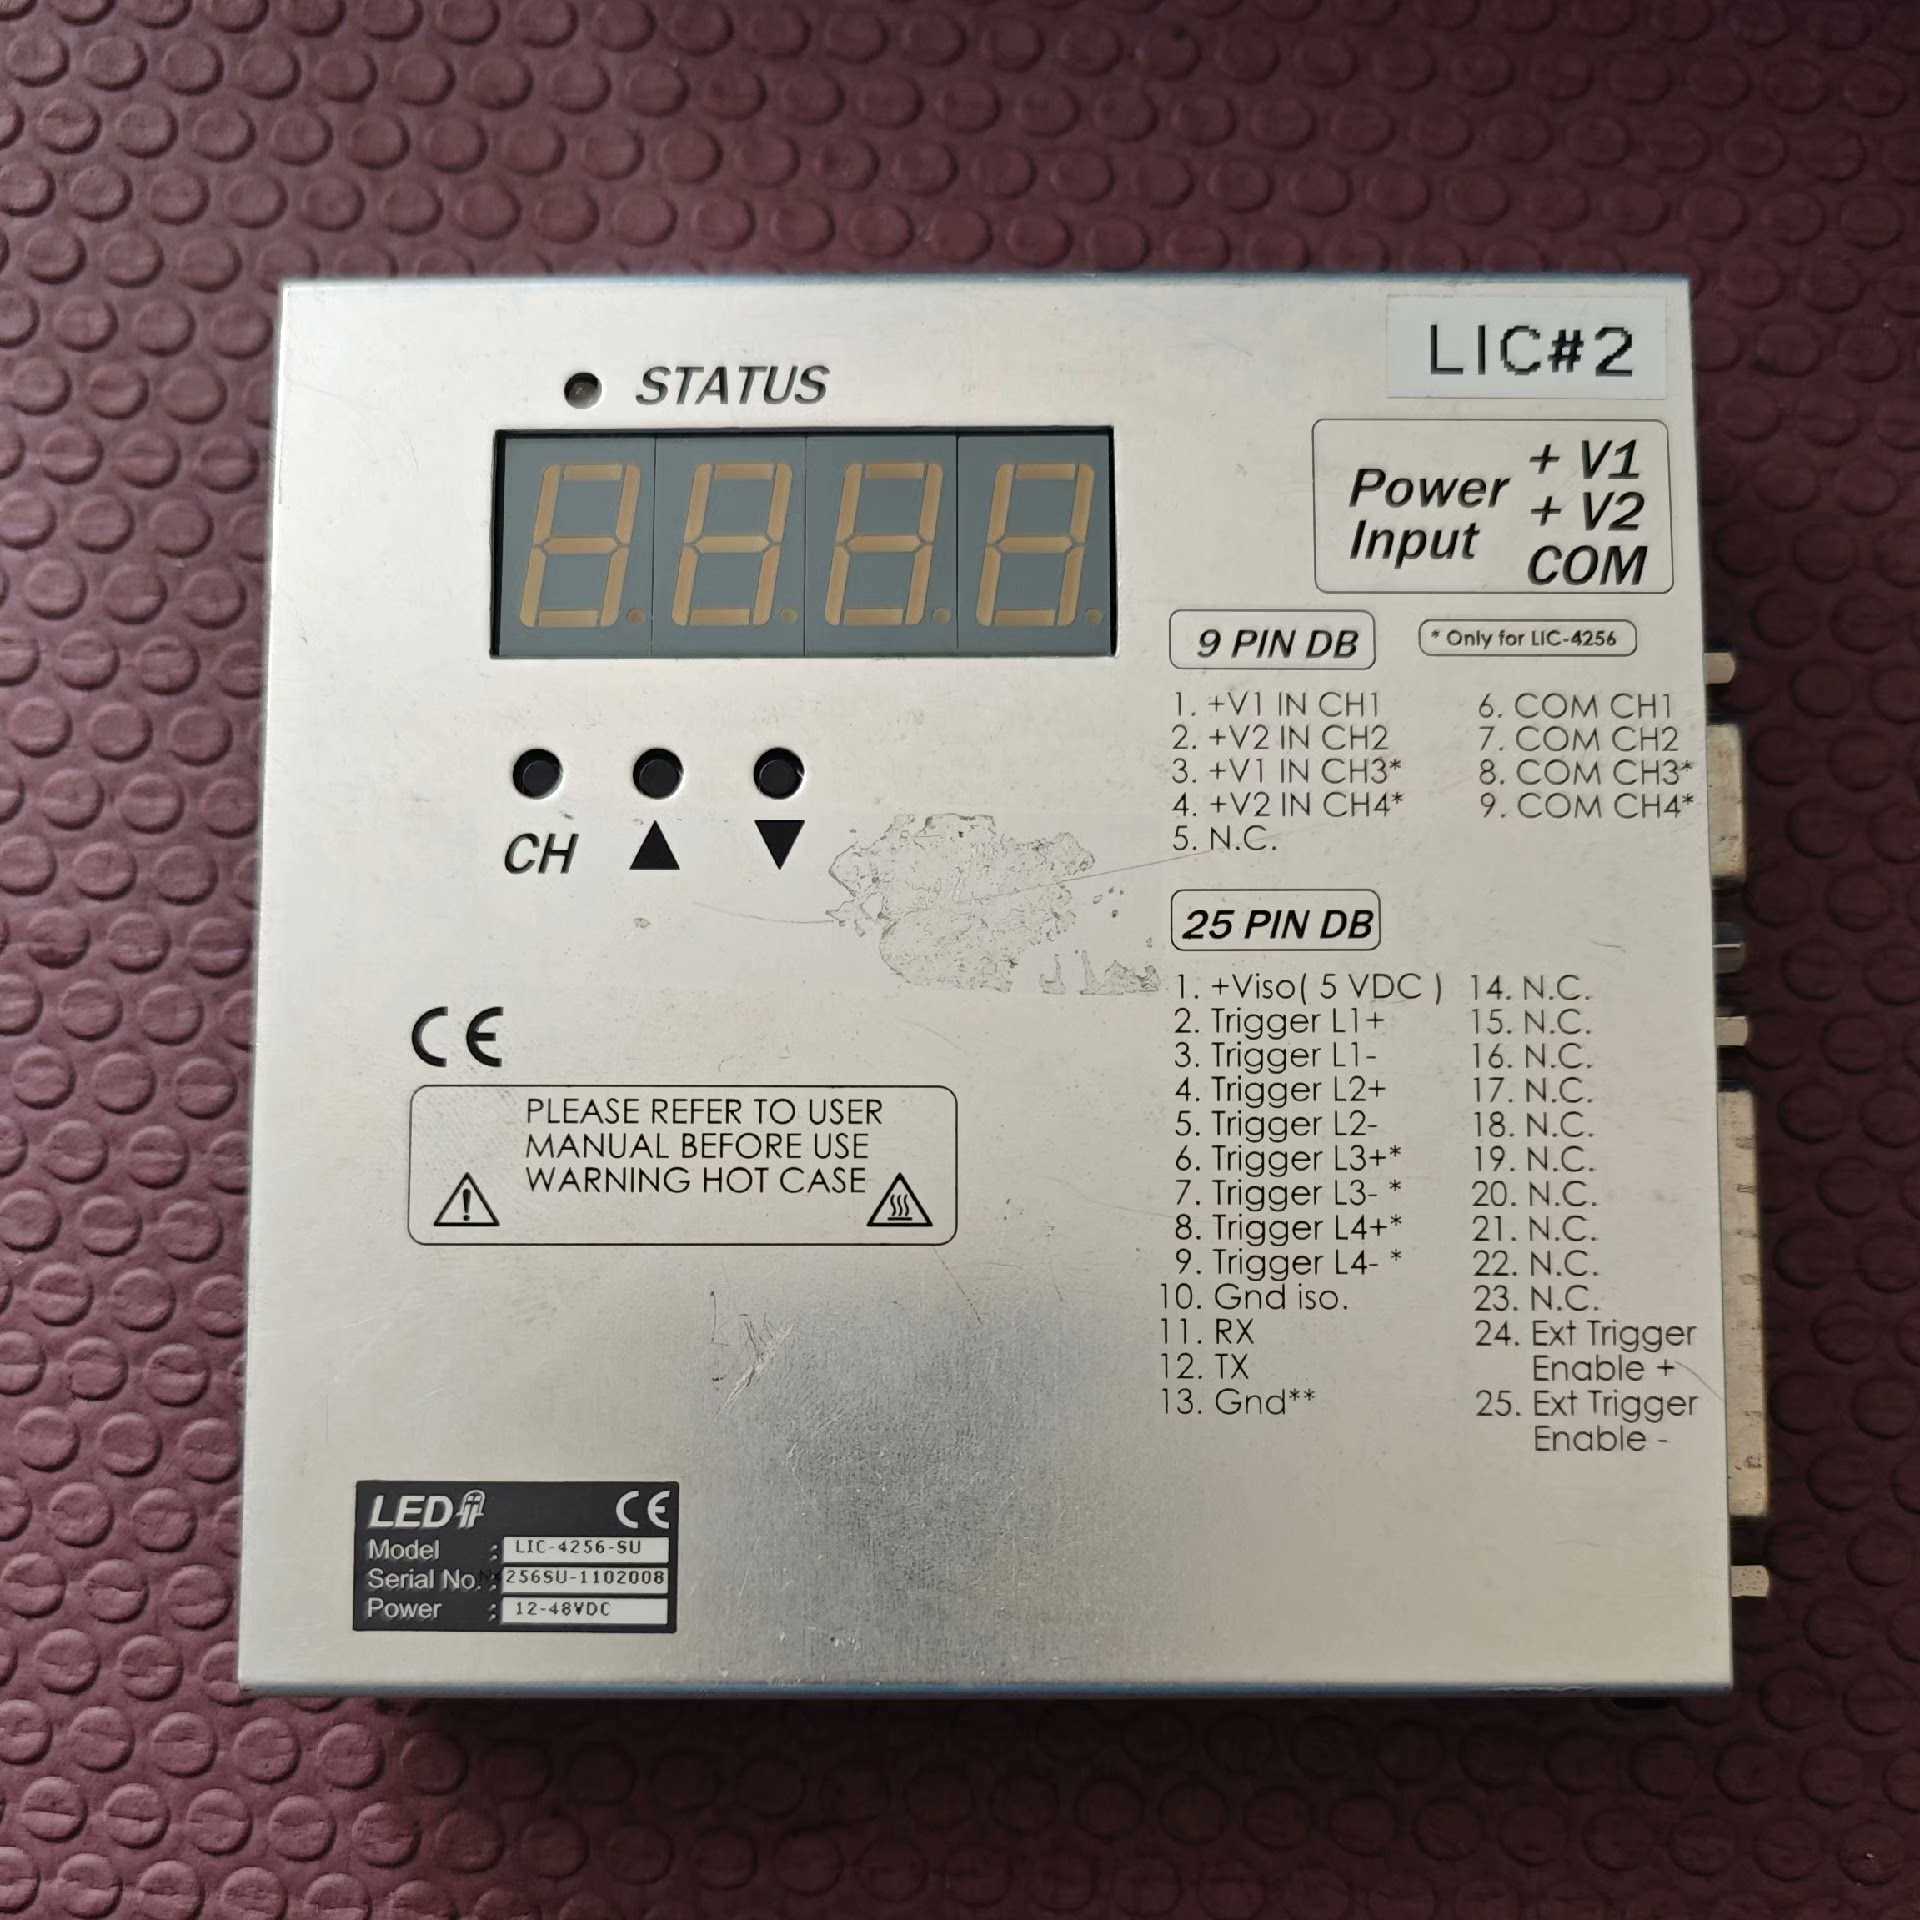 LIC#2
STATUS
Power Input
+ V1
+ V2
COM
9 PIN DB
* Only for LIC-4256
1. +V1 IN CH1
2. +V2 IN CH2
3. +V1 IN CH3*
4. +V2 IN CH4*
5. N.C.
6. COM CH1
7. COM CH2
8. COM CH3*
9. COM CH4*
CH
25 PIN DB
1. +Viso( 5 VDC )
2. Trigger L1+
3. Trigger L1-
4. Trigger L2+
5. Trigger L2-
6. Trigger L3+*
7. Trigger L3- *
8. Trigger L4+*
9. Trigger L4- *
10. Gnd iso.
11. RX
12. TX
13. Gnd**
14. N.C.
15. N.C.
16. N.C.
17. N.C.
18. N.C.
19. N.C.
20. N.C.
21. N.C.
22. N.C.
23. N.C.
24. Ext Trigger
Enable +
25. Ext Trigger
Enable -
CE
PLEASE REFER TO USER
MANUAL BEFORE USE
WARNING HOT CASE
LED CE
Model : LIC-4256-SU
Serial No. : 256SU-1102008
Power : 12-48VDC